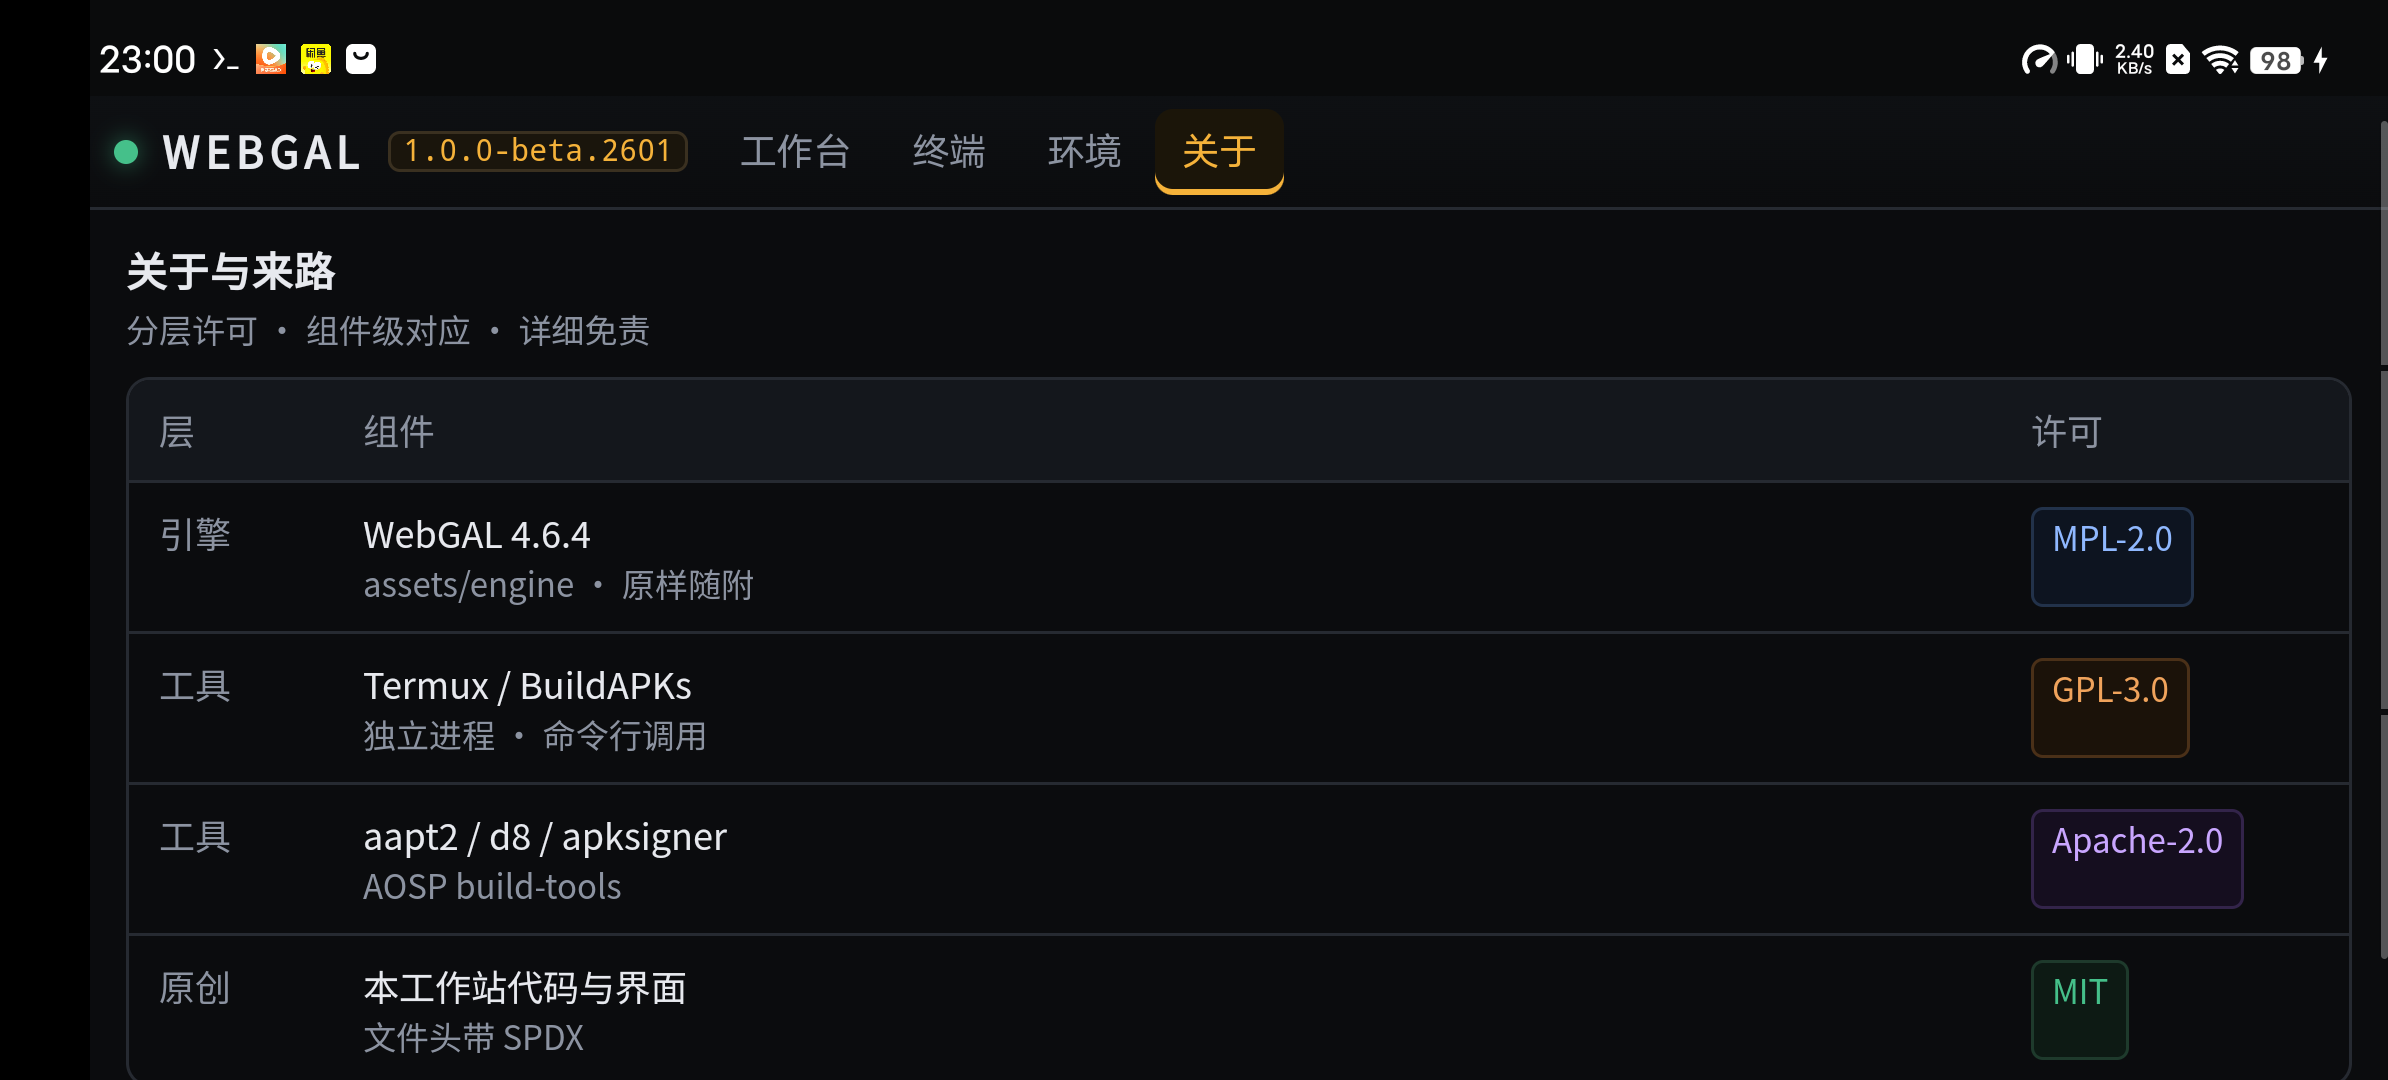 23:00
2.40 KB/s
98
WEBGAL 1.0.0-beta.2601 工作台 终端 环境 关于
关于与来路
分层许可 · 组件级对应 · 详细免责
层 组件 许可
引擎 WebGAL 4.6.4 MPL-2.0
assets/engine · 原样随附
工具 Termux / BuildAPKs GPL-3.0
独立进程 · 命令行调用
工具 aapt2 / d8 / apksigner Apache-2.0
AOSP build-tools
原创 本工作站代码与界面 MIT
文件头带 SPDX